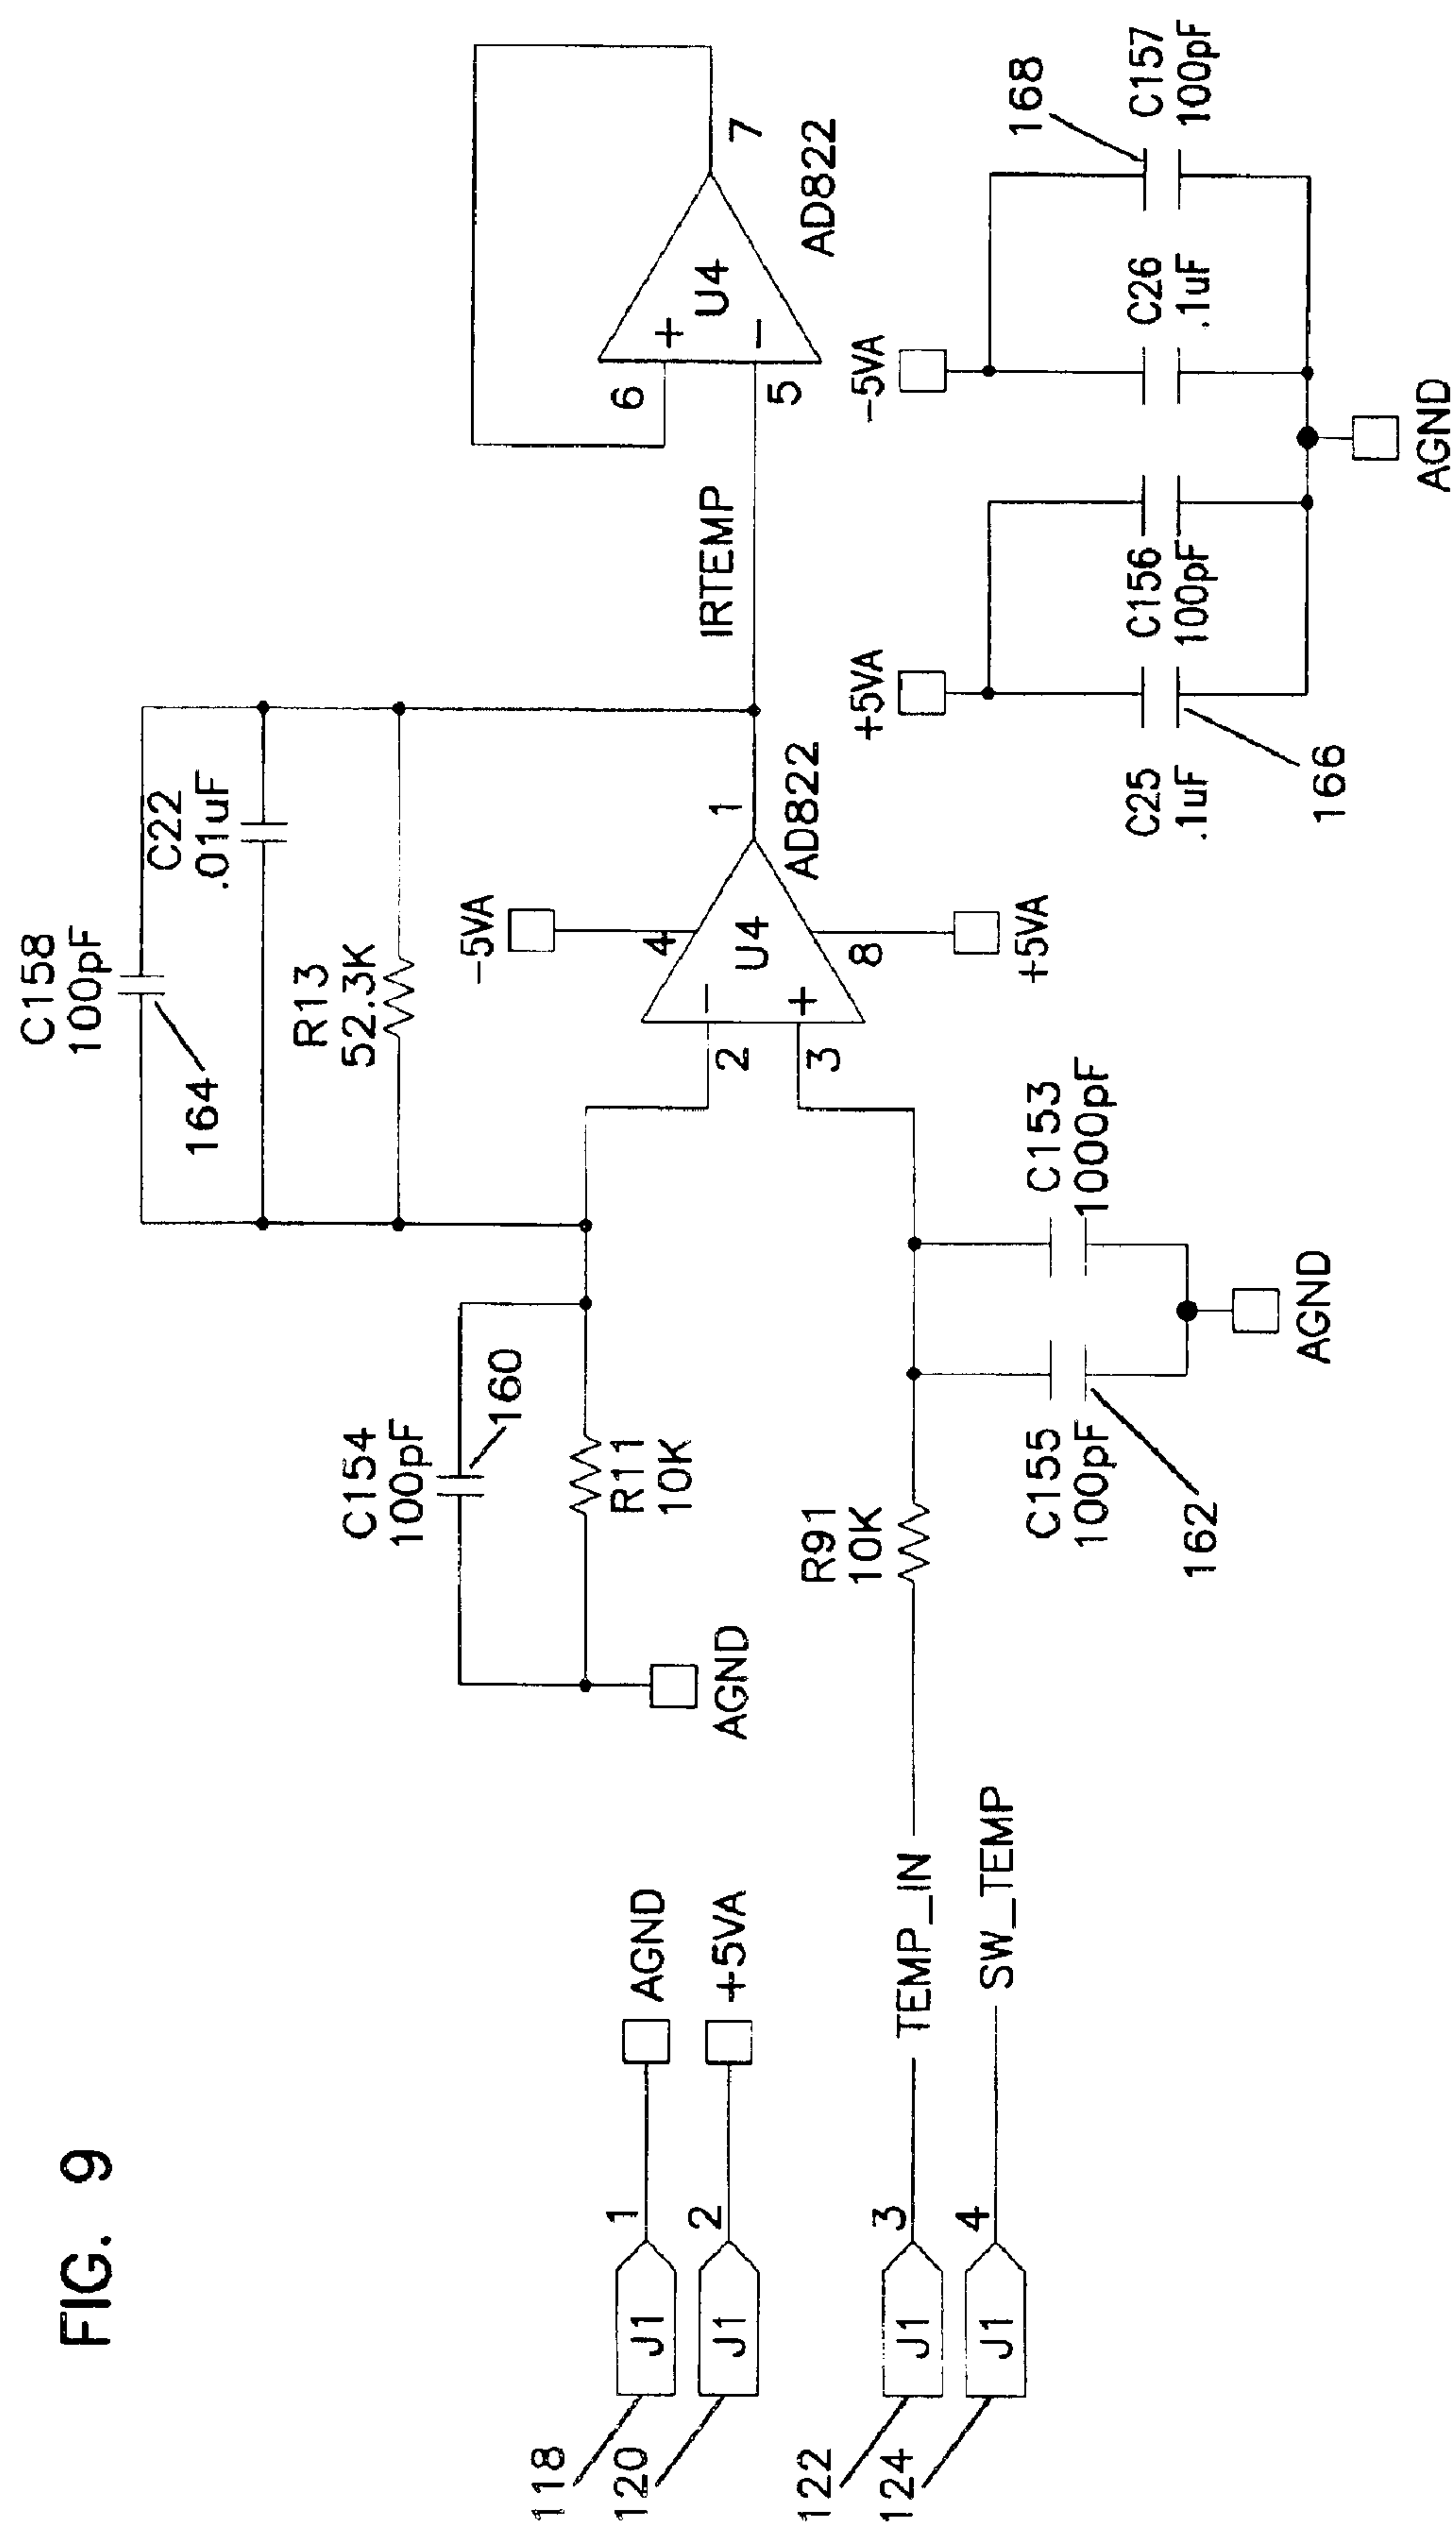 FIG. 9
C158
100pF
164
C22
.01uF
R13
52.3K
C154
100pF
160
R11
10K
AGND
-5VA
4
2
3
U4
8
1
AD822
+5VA
IRTEMP
6
5
+
-
U4
7
AD822
-
+
118
J1
1
AGND
120
J1
2
+5VA
122
J1
3
TEMP_IN
124
J1
4
SW_TEMP
R91
10K
C155
100pF
162
C153
1000pF
AGND
+5VA
C25
.1uF
166
C156
100pF
-5VA
C26
.1uF
168
C157
100pF
AGND